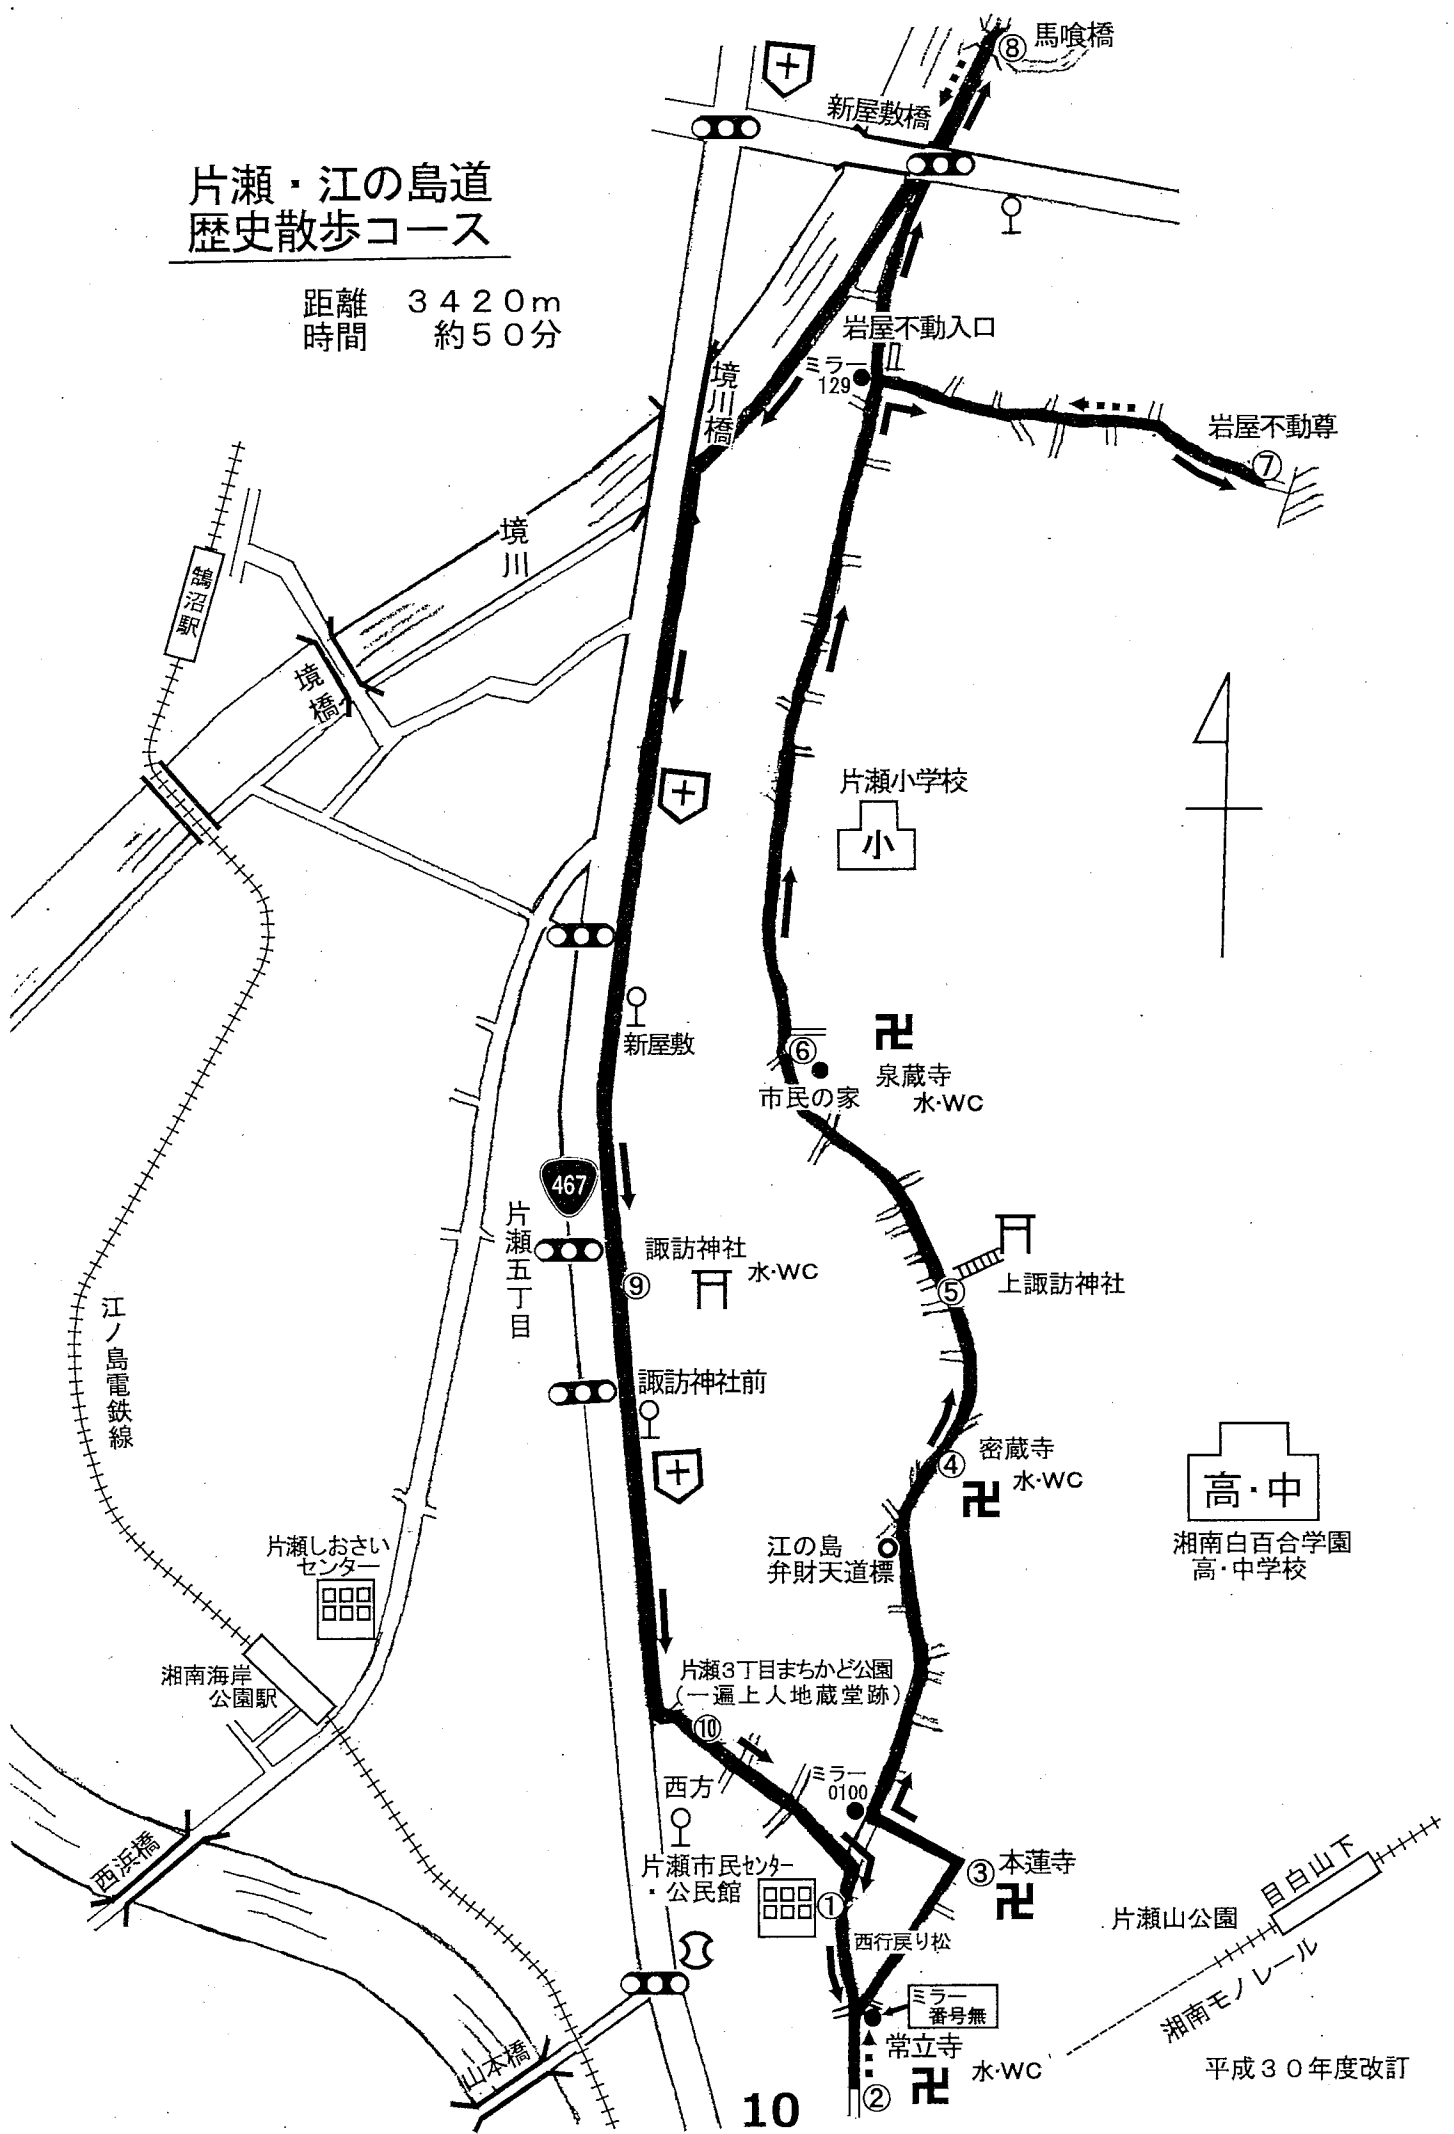 片瀬・江の島道
歴史散歩コース
距離　３４２０ｍ
時間　約５０分
⑧ 馬喰橋
新屋敷橋
岩屋不動入口
ミラー
129
境川橋
岩屋不動尊
⑦
境川
鵠沼駅
境橋
片瀬小学校
小
新屋敷
⑥
市民の家
泉蔵寺
水・WC
467
片瀬五丁目
諏訪神社
水・WC
⑨
⑤
上諏訪神社
江ノ島電鉄線
諏訪神社前
密蔵寺
④
水・WC
高・中
湘南白百合学園
高・中学校
江の島
弁財天道標
片瀬しおさい
センター
湘南海岸
公園駅
片瀬３丁目まちかど公園
（一遍上人地蔵堂跡）
⑩
ミラー
0100
西方
西浜橋
片瀬市民センター
・公民館
①
③ 本蓮寺
西行戻り松
目白山下
片瀬山公園
湘南モノレール
ミラー
番号無
常立寺
水・WC
②
山本橋
平成３０年度改訂
10